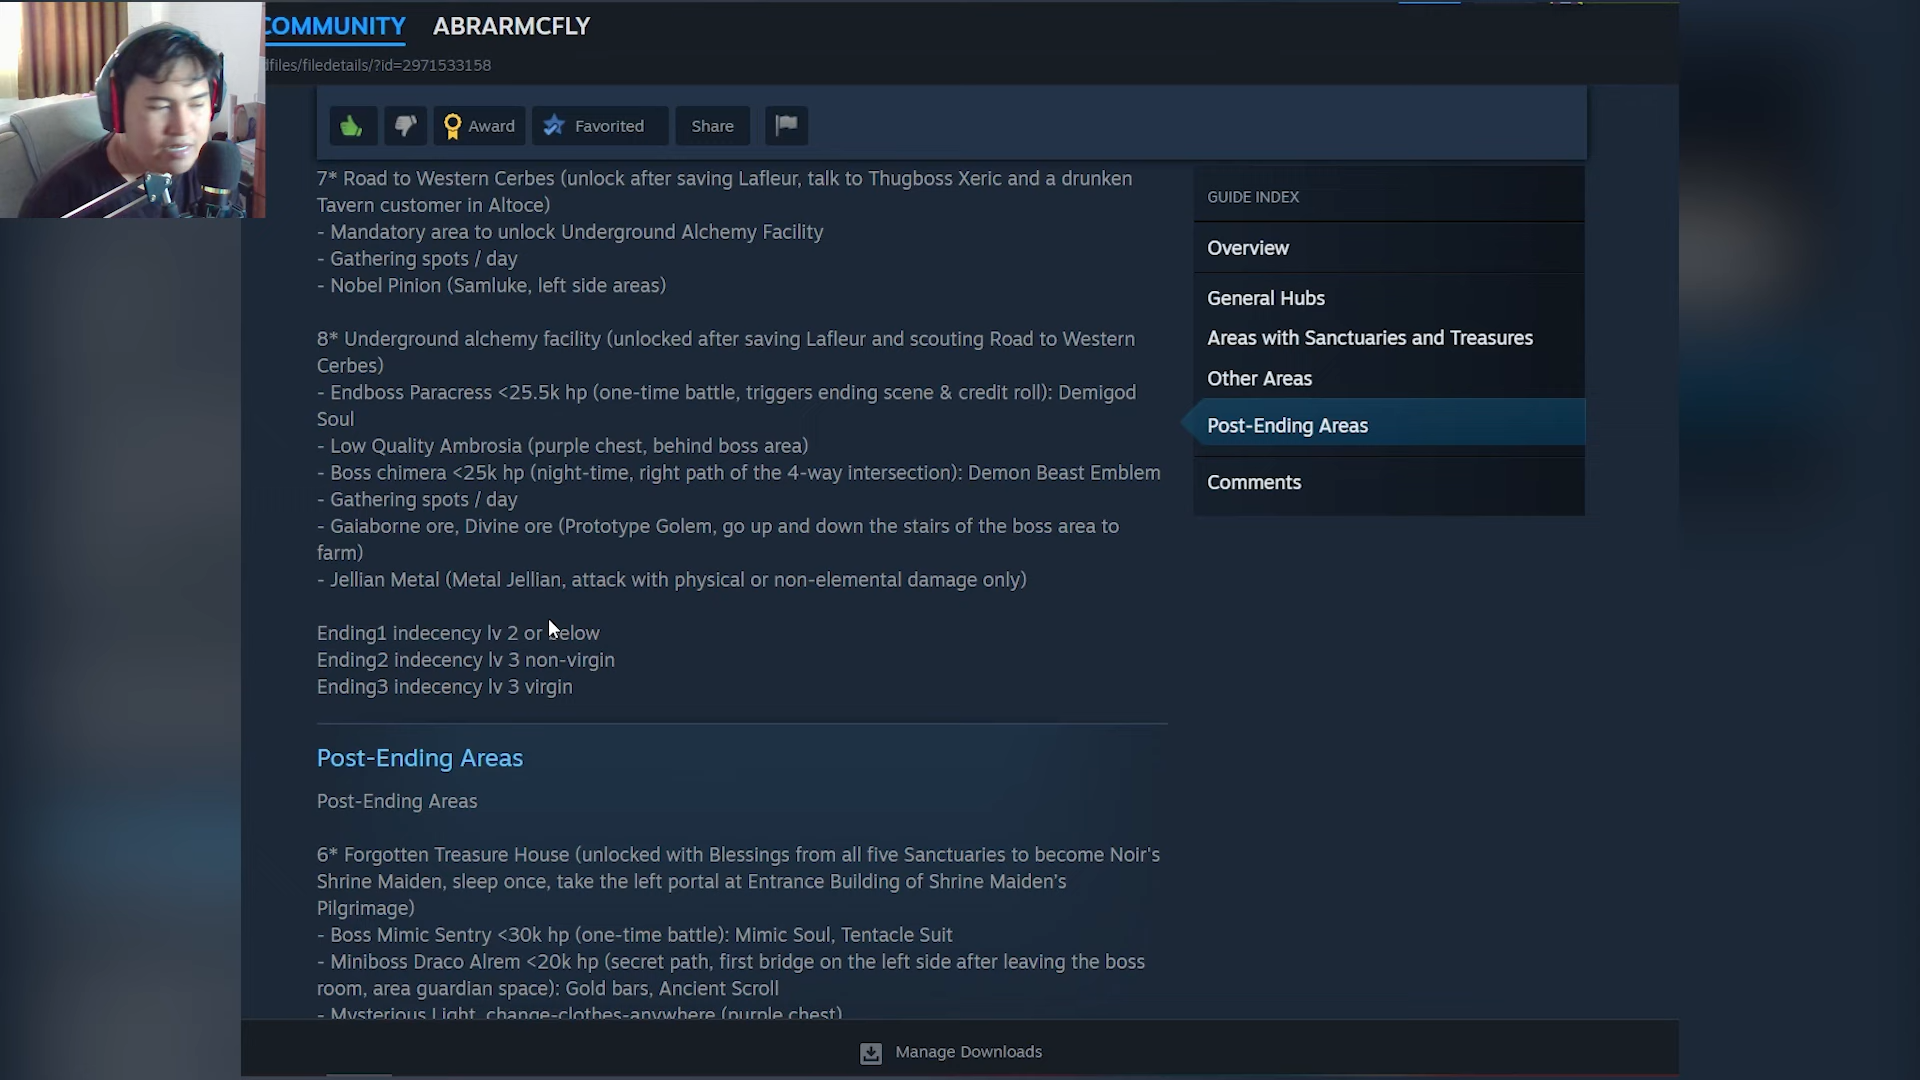 COMMUNITY ABRARMCFLY
files/filedetails/?id=2971533158
Award Favorited Share
7* Road to Western Cerbes (unlock after saving Lafleur, talk to Thugboss Xeric and a drunken
Tavern customer in Altoce)
- Mandatory area to unlock Underground Alchemy Facility
- Gathering spots / day
- Nobel Pinion (Samluke, left side areas)
8* Underground alchemy facility (unlocked after saving Lafleur and scouting Road to Western
Cerbes)
- Endboss Paracress <25.5k hp (one-time battle, triggers ending scene & credit roll): Demigod
Soul
- Low Quality Ambrosia (purple chest, behind boss area)
- Boss chimera <25k hp (night-time, right path of the 4-way intersection): Demon Beast Emblem
- Gathering spots / day
- Gaiaborne ore, Divine ore (Prototype Golem, go up and down the stairs of the boss area to
farm)
- Jellian Metal (Metal Jellian, attack with physical or non-elemental damage only)
Ending1 indecency lv 2 or below
Ending2 indecency lv 3 non-virgin
Ending3 indecency lv 3 virgin
Post-Ending Areas
Post-Ending Areas
6* Forgotten Treasure House (unlocked with Blessings from all five Sanctuaries to become Noir's
Shrine Maiden, sleep once, take the left portal at Entrance Building of Shrine Maiden's
Pilgrimage)
- Boss Mimic Sentry <30k hp (one-time battle): Mimic Soul, Tentacle Suit
- Miniboss Draco Alrem <20k hp (secret path, first bridge on the left side after leaving the boss
room, area guardian space): Gold bars, Ancient Scroll
- Mysterious Light, change-clothes-anywhere (purple chest)
GUIDE INDEX
Overview
General Hubs
Areas with Sanctuaries and Treasures
Other Areas
Post-Ending Areas
Comments
Manage Downloads